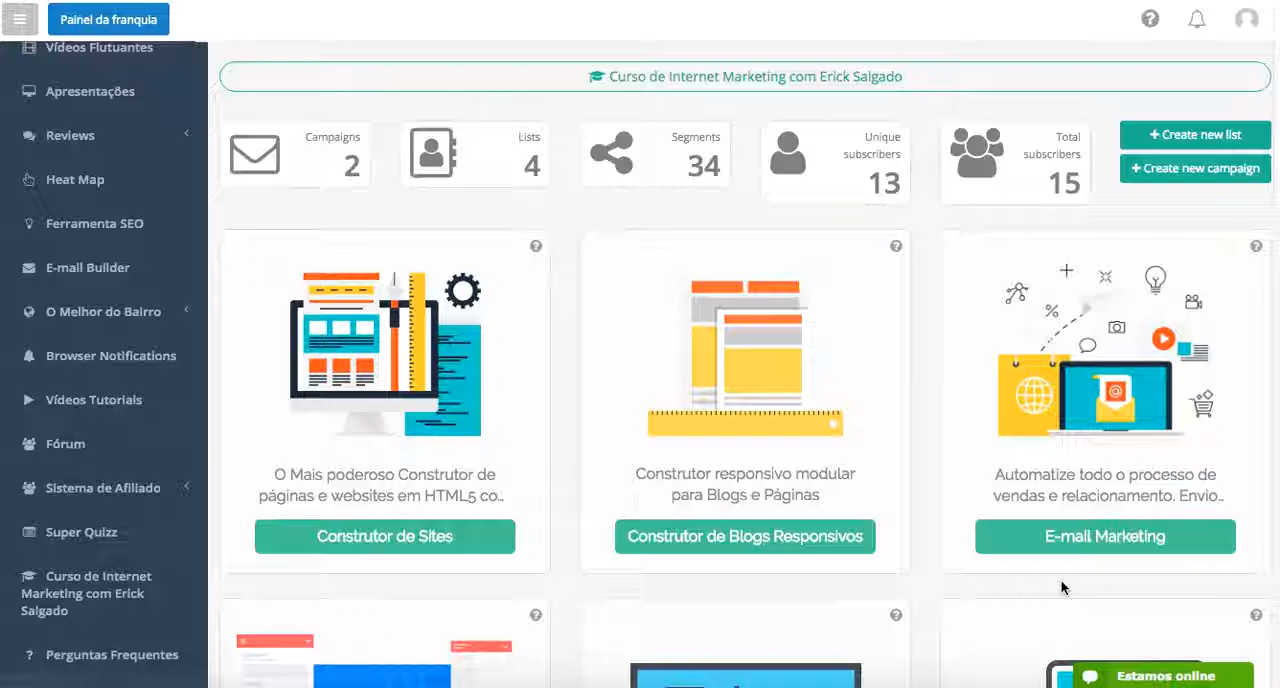 Painel da franquia
Vídeos Flutuantes
Apresentações
Reviews
Heat Map
Ferramenta SEO
E-mail Builder
O Melhor do Bairro
Browser Notifications
Vídeos Tutoriais
Fórum
Sistema de Afiliado
Super Quizz
Curso de Internet
Marketing com Erick
Salgado
? Perguntas Frequentes
Curso de Internet Marketing com Erick Salgado
Campaigns
2
Lists
4
Segments
34
Unique
subscribers
13
Total
subscribers
15
+ Create new list
+ Create new campaign
O Mais poderoso Construtor de
páginas e websites em HTML5 co...
Construtor de Sites
Construtor responsivo modular
para Blogs e Páginas
Construtor de Blogs Responsivos
Automatize todo o processo de
vendas e relacionamento. Envio...
E-mail Marketing
Estamos online